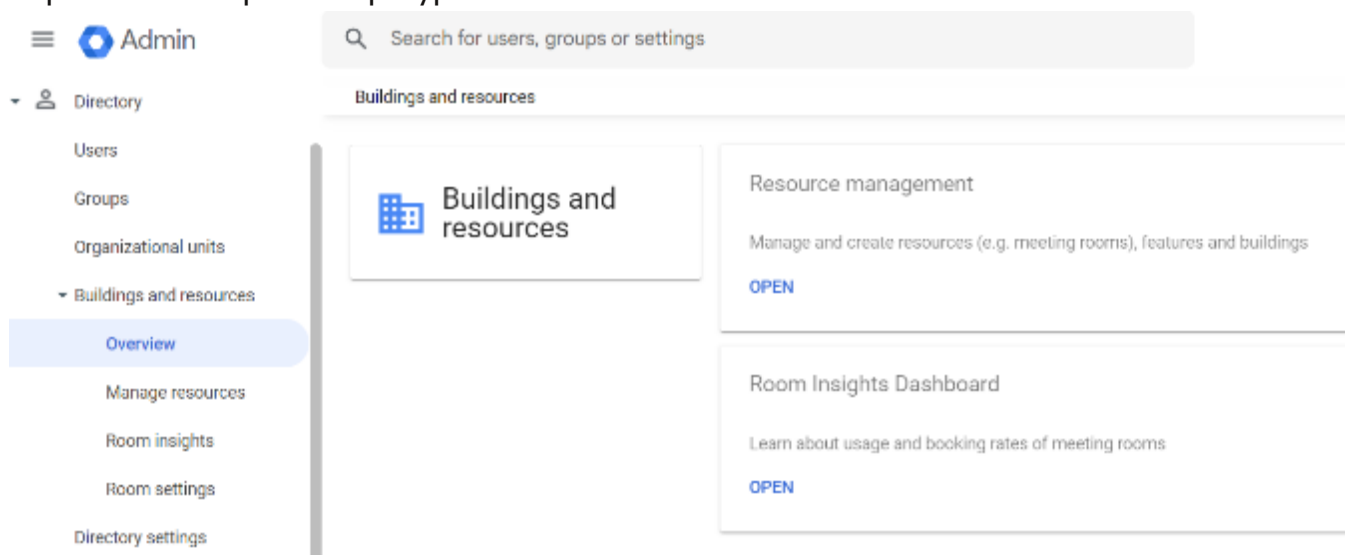 Admin
Search for users, groups or settings
Directory
Buildings and resources
Users
Groups
Organizational units
Buildings and resources
Overview
Manage resources
Room insights
Room settings
Directory settings
Buildings and
resources
Resource management
Manage and create resources (e.g. meeting rooms), features and buildings
OPEN
Room Insights Dashboard
Learn about usage and booking rates of meeting rooms
OPEN